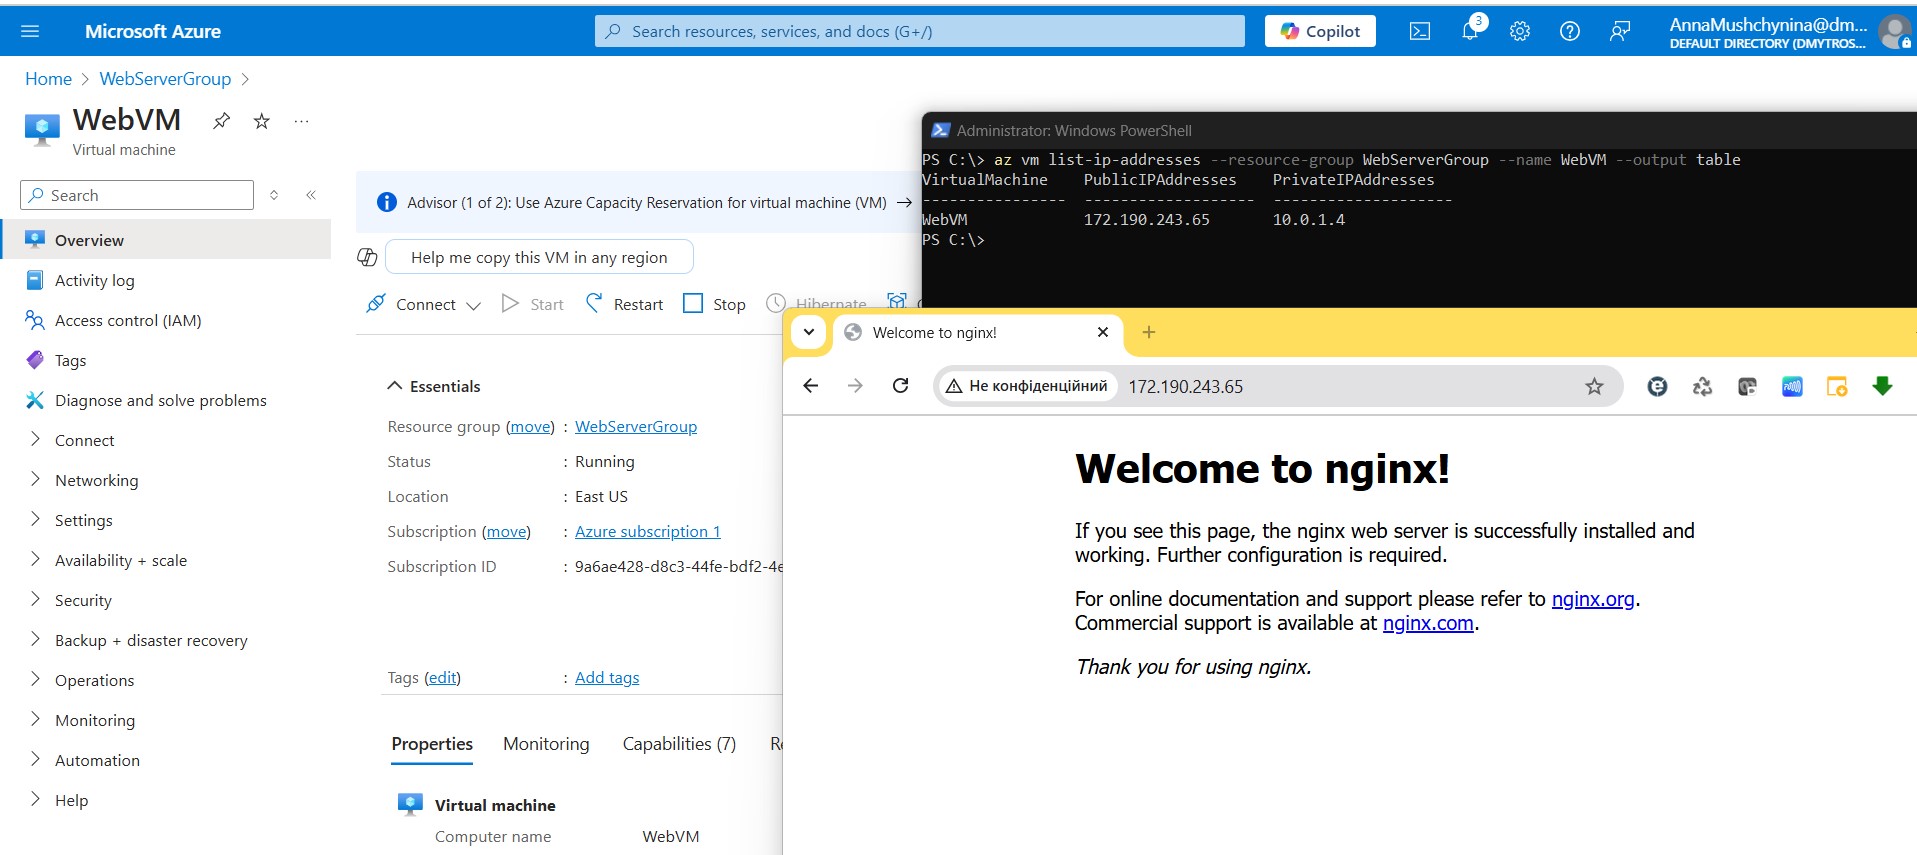 Microsoft Azure
Search resources, services, and docs (G+/)
Copilot
3
AnnaMushchynina@dm...
DEFAULT DIRECTORY (DMYTROS...
Home > WebServerGroup >
WebVM
Virtual machine
Search
Overview
Activity log
Access control (IAM)
Tags
Diagnose and solve problems
Connect
Networking
Settings
Availability + scale
Security
Backup + disaster recovery
Operations
Monitoring
Automation
Help
Advisor (1 of 2): Use Azure Capacity Reservation for virtual machine (VM) →
Help me copy this VM in any region
Connect
Start
Restart
Stop
Hibernate
Essentials
Resource group (move) : WebServerGroup
Status : Running
Location : East US
Subscription (move) : Azure subscription 1
Subscription ID : 9a6ae428-d8c3-44fe-bdf2-4e
Tags (edit) : Add tags
Properties Monitoring Capabilities (7) Re
Virtual machine
Computer name WebVM
Administrator: Windows PowerShell
PS C:\> az vm list-ip-addresses --resource-group WebServerGroup --name WebVM --output table
VirtualMachine PublicIPAddresses PrivateIPAddresses
---------------- ------------------- --------------------
WebVM 172.190.243.65 10.0.1.4
PS C:\>
Welcome to nginx!
Не конфіденційний 172.190.243.65
Welcome to nginx!
If you see this page, the nginx web server is successfully installed and
working. Further configuration is required.
For online documentation and support please refer to nginx.org.
Commercial support is available at nginx.com.
Thank you for using nginx.